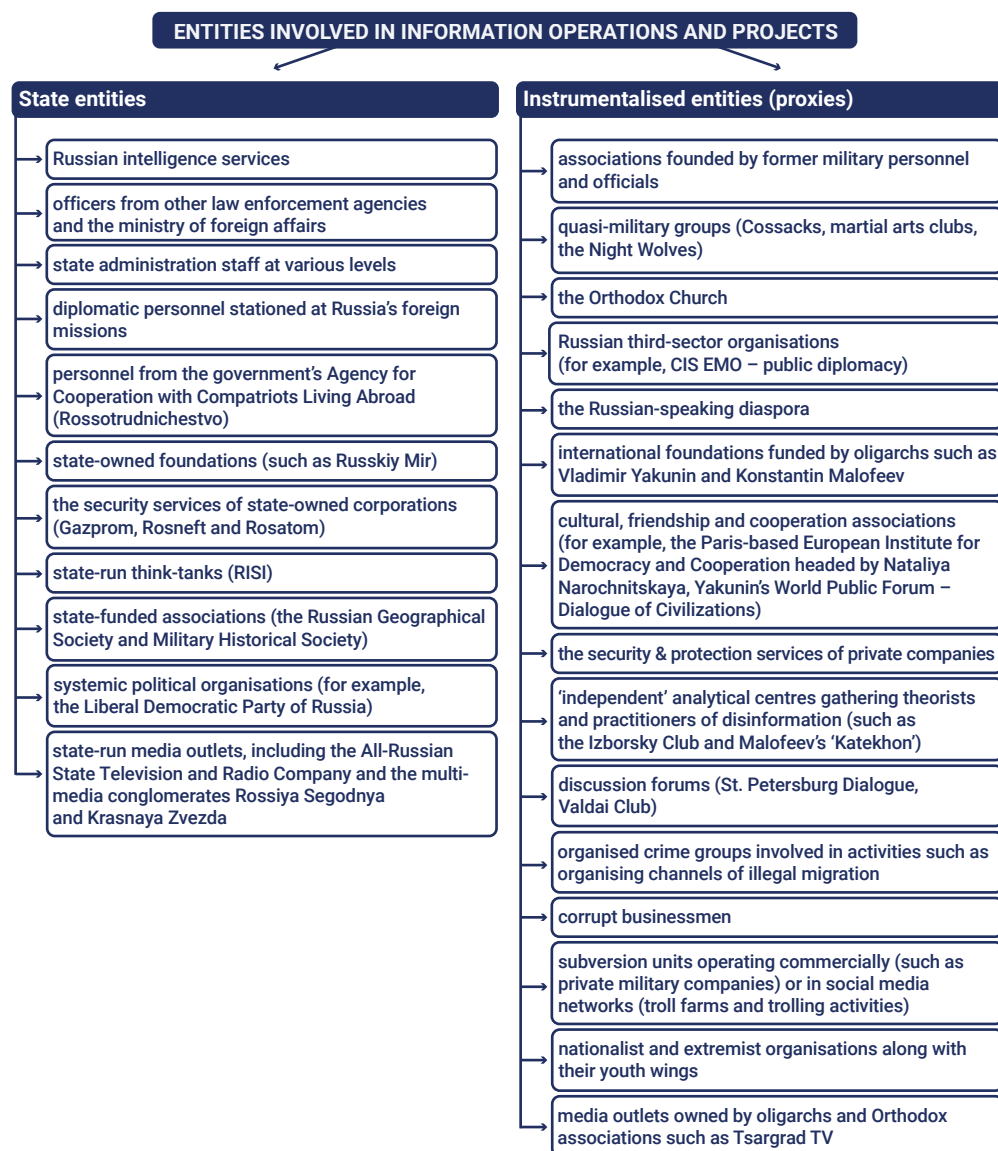 ENTITIES INVOLVED IN INFORMATION OPERATIONS AND PROJECTS
State entities
Russian intelligence services
officers from other law enforcement agencies
and the ministry of foreign affairs
state administration staff at various levels
diplomatic personnel stationed at Russia’s foreign
missions
personnel from the government’s Agency for
Cooperation with Compatriots Living Abroad
(Rossotrudnichestvo)
state-owned foundations (such as Russkiy Mir)
the security services of state-owned corporations
(Gazprom, Rosneft and Rosatom)
state-run think-tanks (RISI)
state-funded associations (the Russian Geographical
Society and Military Historical Society)
systemic political organisations (for example,
the Liberal Democratic Party of Russia)
state-run media outlets, including the All-Russian
State Television and Radio Company and the multi-
media conglomerates Rossiya Segodnya
and Krasnaya Zvezda
Instrumentalised entities (proxies)
associations founded by former military personnel
and officials
quasi-military groups (Cossacks, martial arts clubs,
the Night Wolves)
the Orthodox Church
Russian third-sector organisations
(for example, CIS EMO – public diplomacy)
the Russian-speaking diaspora
international foundations funded by oligarchs such as
Vladimir Yakunin and Konstantin Malofeev
cultural, friendship and cooperation associations
(for example, the Paris-based European Institute for
Democracy and Cooperation headed by Nataliya
Narochnitskaya, Yakunin’s World Public Forum –
Dialogue of Civilizations)
the security & protection services of private companies
‘independent’ analytical centres gathering theorists
and practitioners of disinformation (such as
the Izborsky Club and Malofeev’s ‘Katekhon’)
discussion forums (St. Petersburg Dialogue,
Valdai Club)
organised crime groups involved in activities such as
organising channels of illegal migration
corrupt businessmen
subversion units operating commercially (such as
private military companies) or in social media
networks (troll farms and trolling activities)
nationalist and extremist organisations along with
their youth wings
media outlets owned by oligarchs and Orthodox
associations such as Tsargrad TV